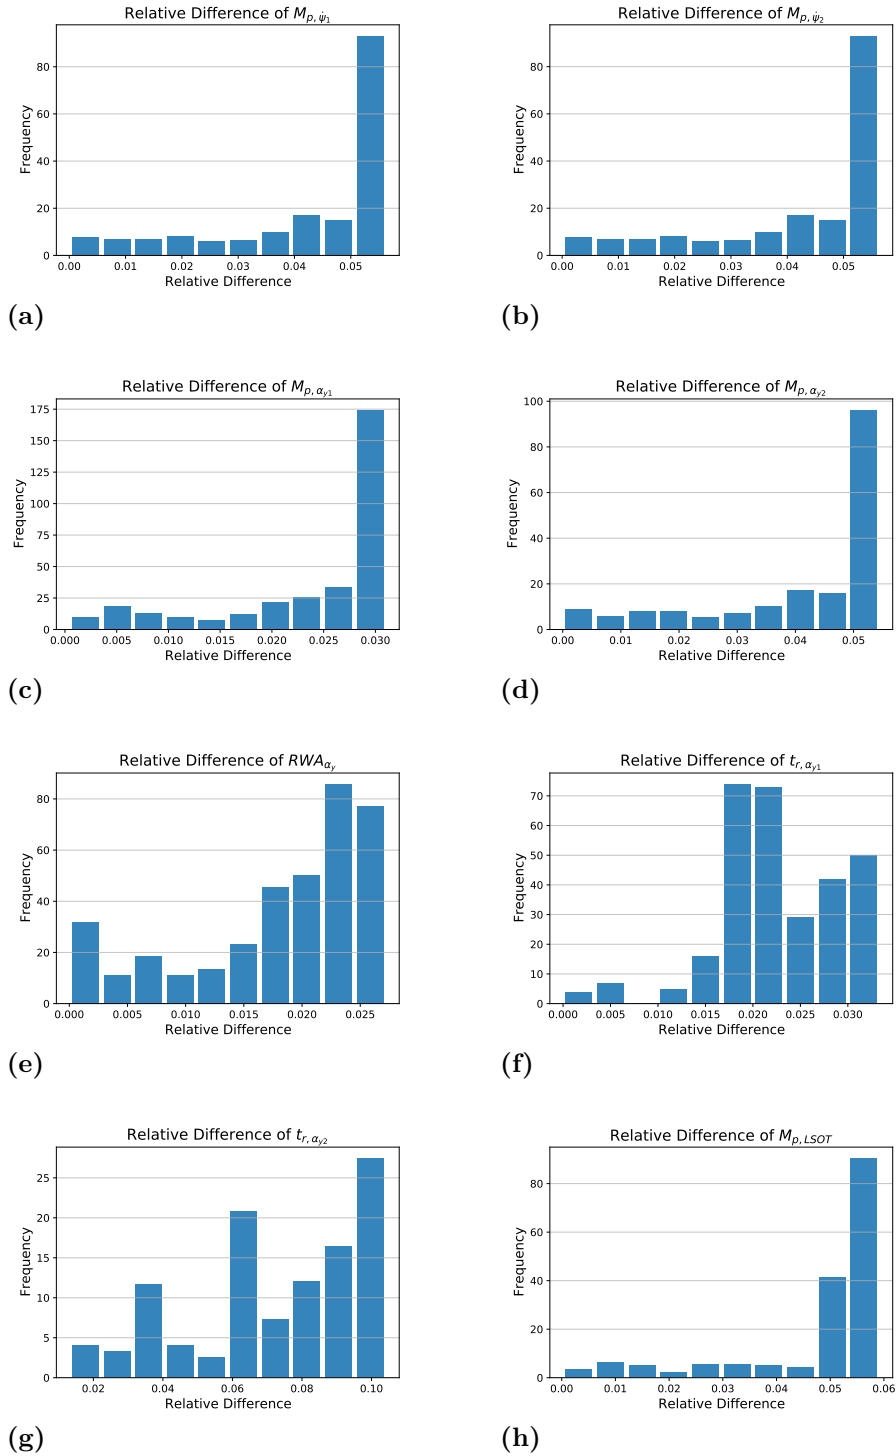 Relative Difference of M_{p, ψ̇_1}
Frequency
80
60
40
20
0
0.00 0.01 0.02 0.03 0.04 0.05
Relative Difference
(a)
Relative Difference of M_{p, ψ̇_2}
Frequency
80
60
40
20
0
0.00 0.01 0.02 0.03 0.04 0.05
Relative Difference
(b)
Relative Difference of M_{p, α_{y1}}
Frequency
175
150
125
100
75
50
25
0
0.000 0.005 0.010 0.015 0.020 0.025 0.030
Relative Difference
(c)
Relative Difference of M_{p, α_{y2}}
Frequency
100
80
60
40
20
0
0.00 0.01 0.02 0.03 0.04 0.05
Relative Difference
(d)
Relative Difference of RWA_{α_y}
Frequency
80
60
40
20
0
0.000 0.005 0.010 0.015 0.020 0.025
Relative Difference
(e)
Relative Difference of t_{r, α_{y1}}
Frequency
70
60
50
40
30
20
10
0
0.000 0.005 0.010 0.015 0.020 0.025 0.030
Relative Difference
(f)
Relative Difference of t_{r, α_{y2}}
Frequency
25
20
15
10
5
0
0.02 0.04 0.06 0.08 0.10
Relative Difference
(g)
Relative Difference of M_{p, LSOT}
Frequency
80
60
40
20
0
0.00 0.01 0.02 0.03 0.04 0.05 0.06
Relative Difference
(h)